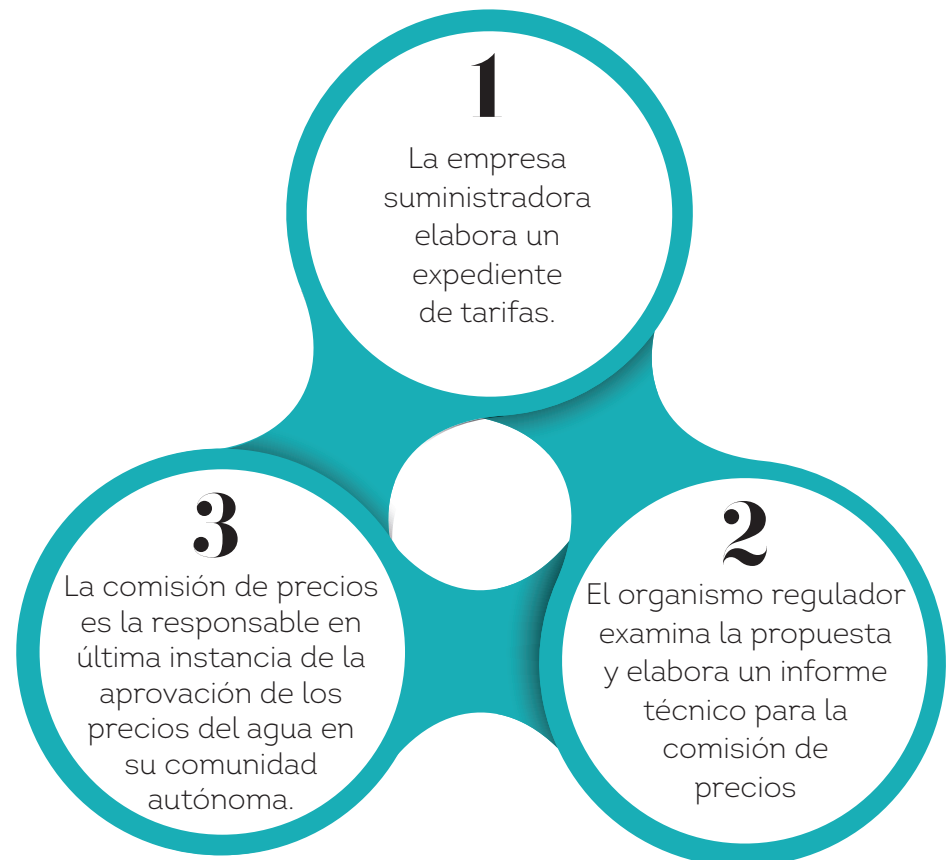 1
La empresa
suministradora
elabora un
expediente
de tarifas.
2
El organismo regulador
examina la propuesta
y elabora un informe
técnico para la
comisión de
precios
3
La comisión de precios
es la responsable en
última instancia de la
aprovación de los
precios del agua en
su comunidad
autónoma.